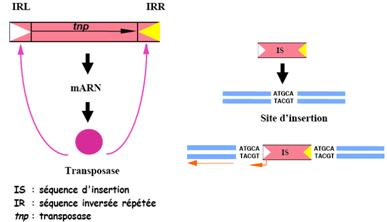 IRL
IRR
tnp
mARN
Transposase
IS : séquence d'insertion
IR : séquence inversée répétée
tnp : transposase
IS
ATGCA
TACGT
Site d'insertion
ATGCA
TACGT
IS
ATGCA
TACGT